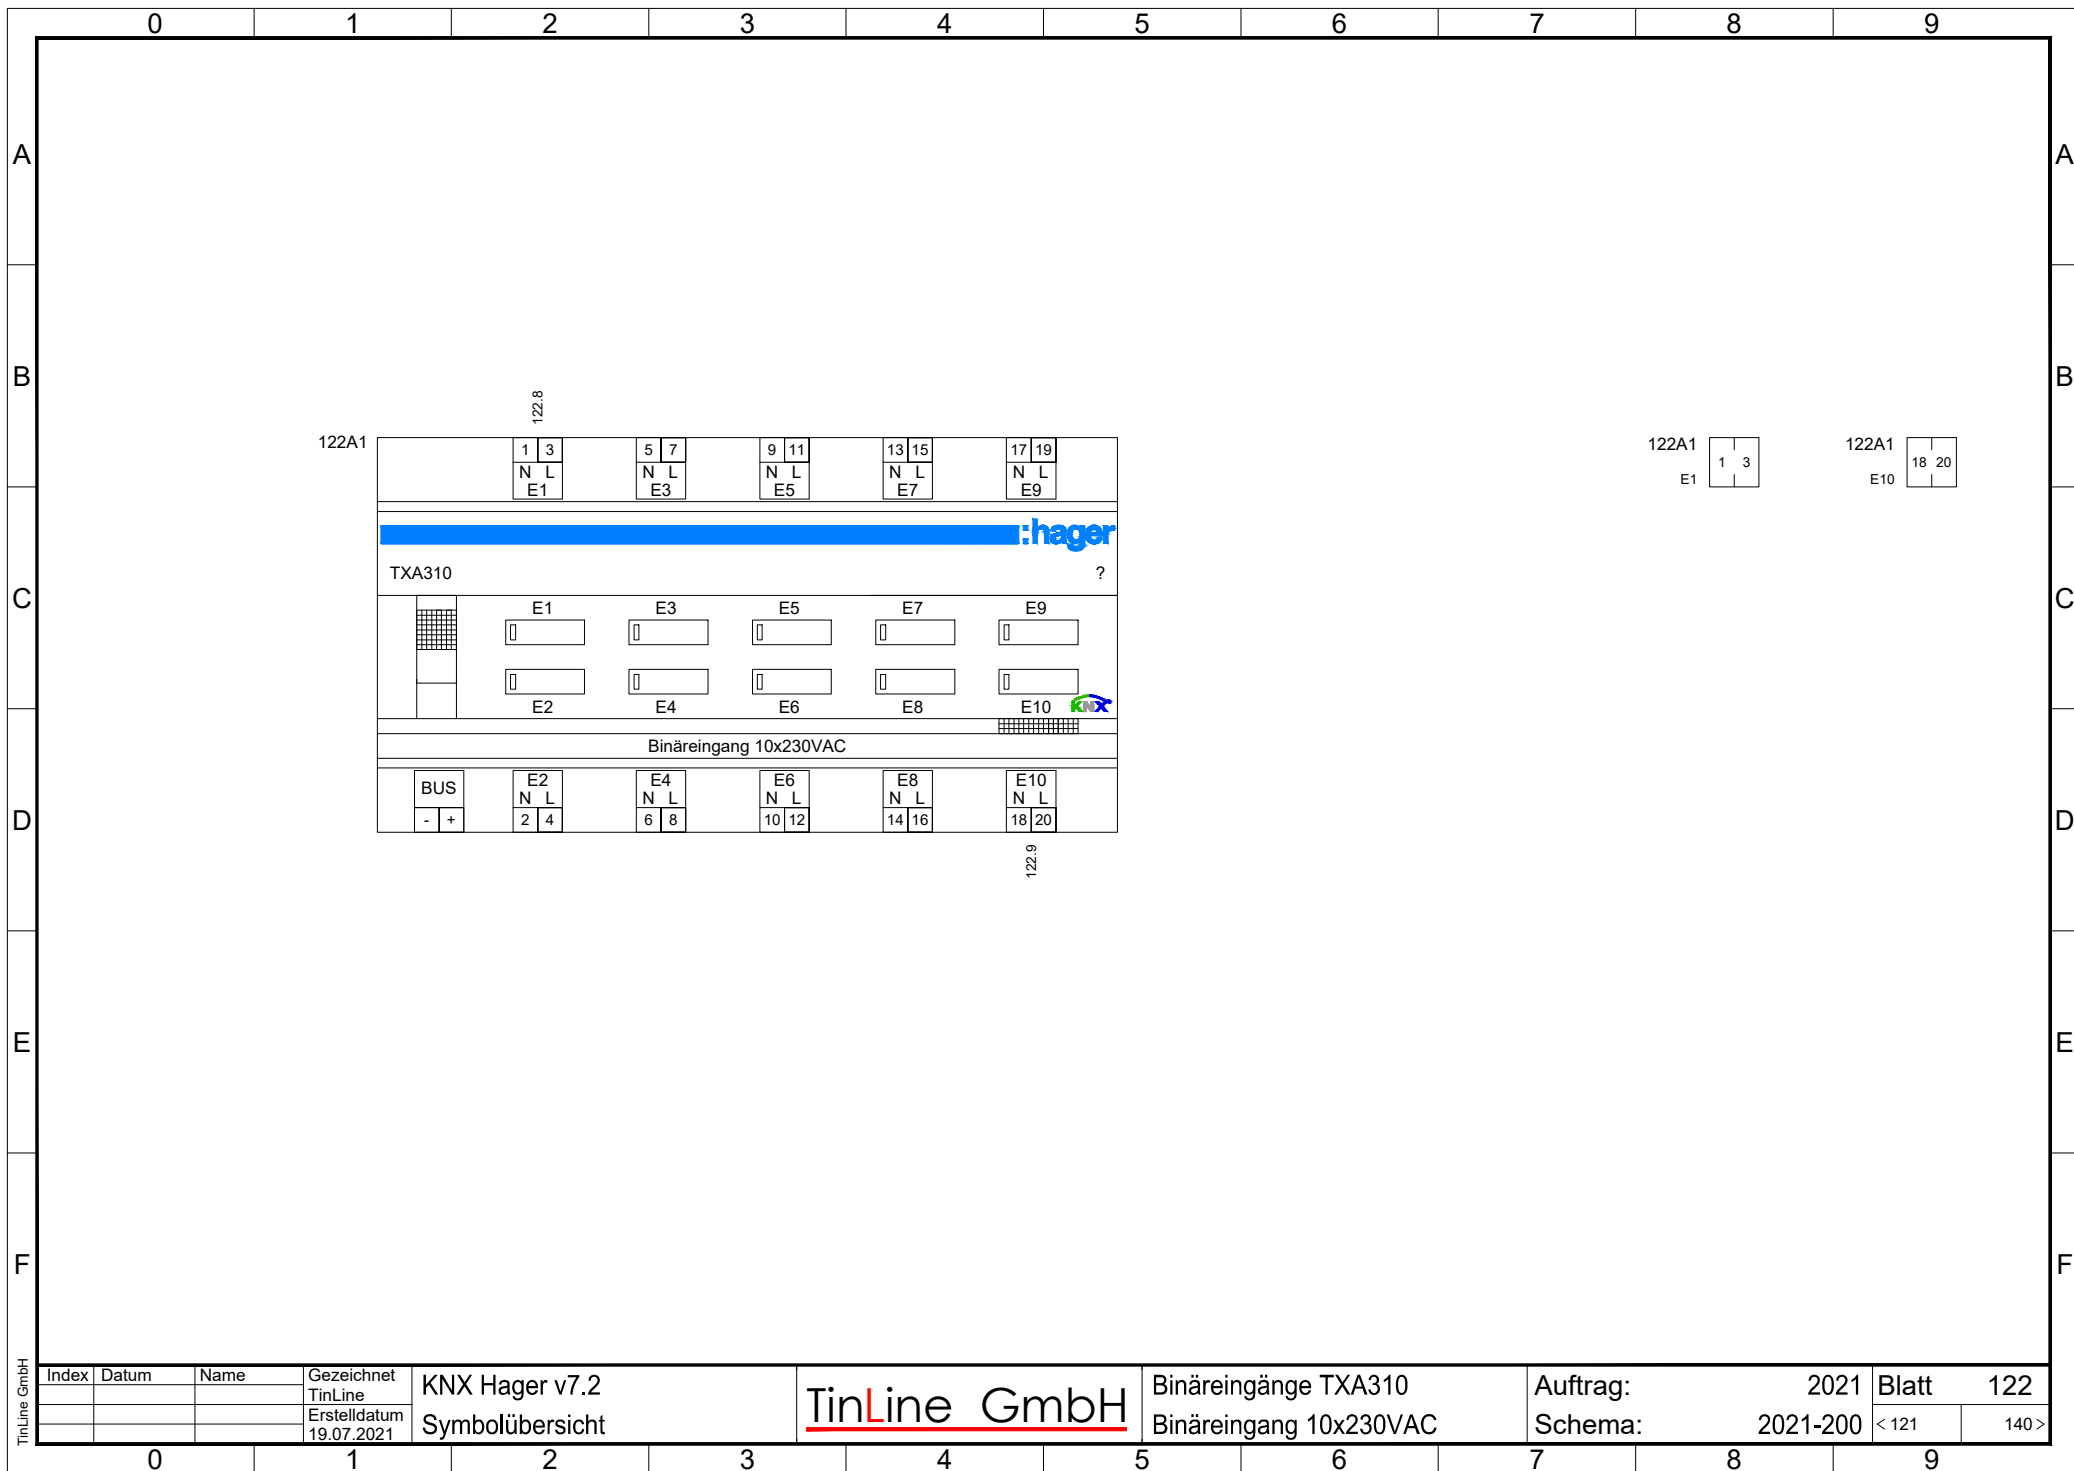 0 1 2 3 4 5 6 7 8 9
A A
B B
122.8
122A1 1 3 5 7 9 11 13 15 17 19
N L N L N L N L N L
E1 E3 E5 E7 E9
122A1 1 3 122A1 18 20
E1 E10
:hager
TXA310 ?
C C
E1 E3 E5 E7 E9
E2 E4 E6 E8 E10 KNX
Binäreingang 10x230VAC
BUS E2 E4 E6 E8 E10
N L N L N L N L N L
- + 2 4 6 8 10 12 14 16 18 20
D D
122.9
E E
F F
TinLine GmbH
Index Datum Name Gezeichnet
TinLine
Erstelldatum
19.07.2021
KNX Hager v7.2
Symbolübersicht
TinLine GmbH
Binäreingänge TXA310
Binäreingang 10x230VAC
Auftrag: 2021
Schema: 2021-200
Blatt 122
< 121 140 >
0 1 2 3 4 5 6 7 8 9